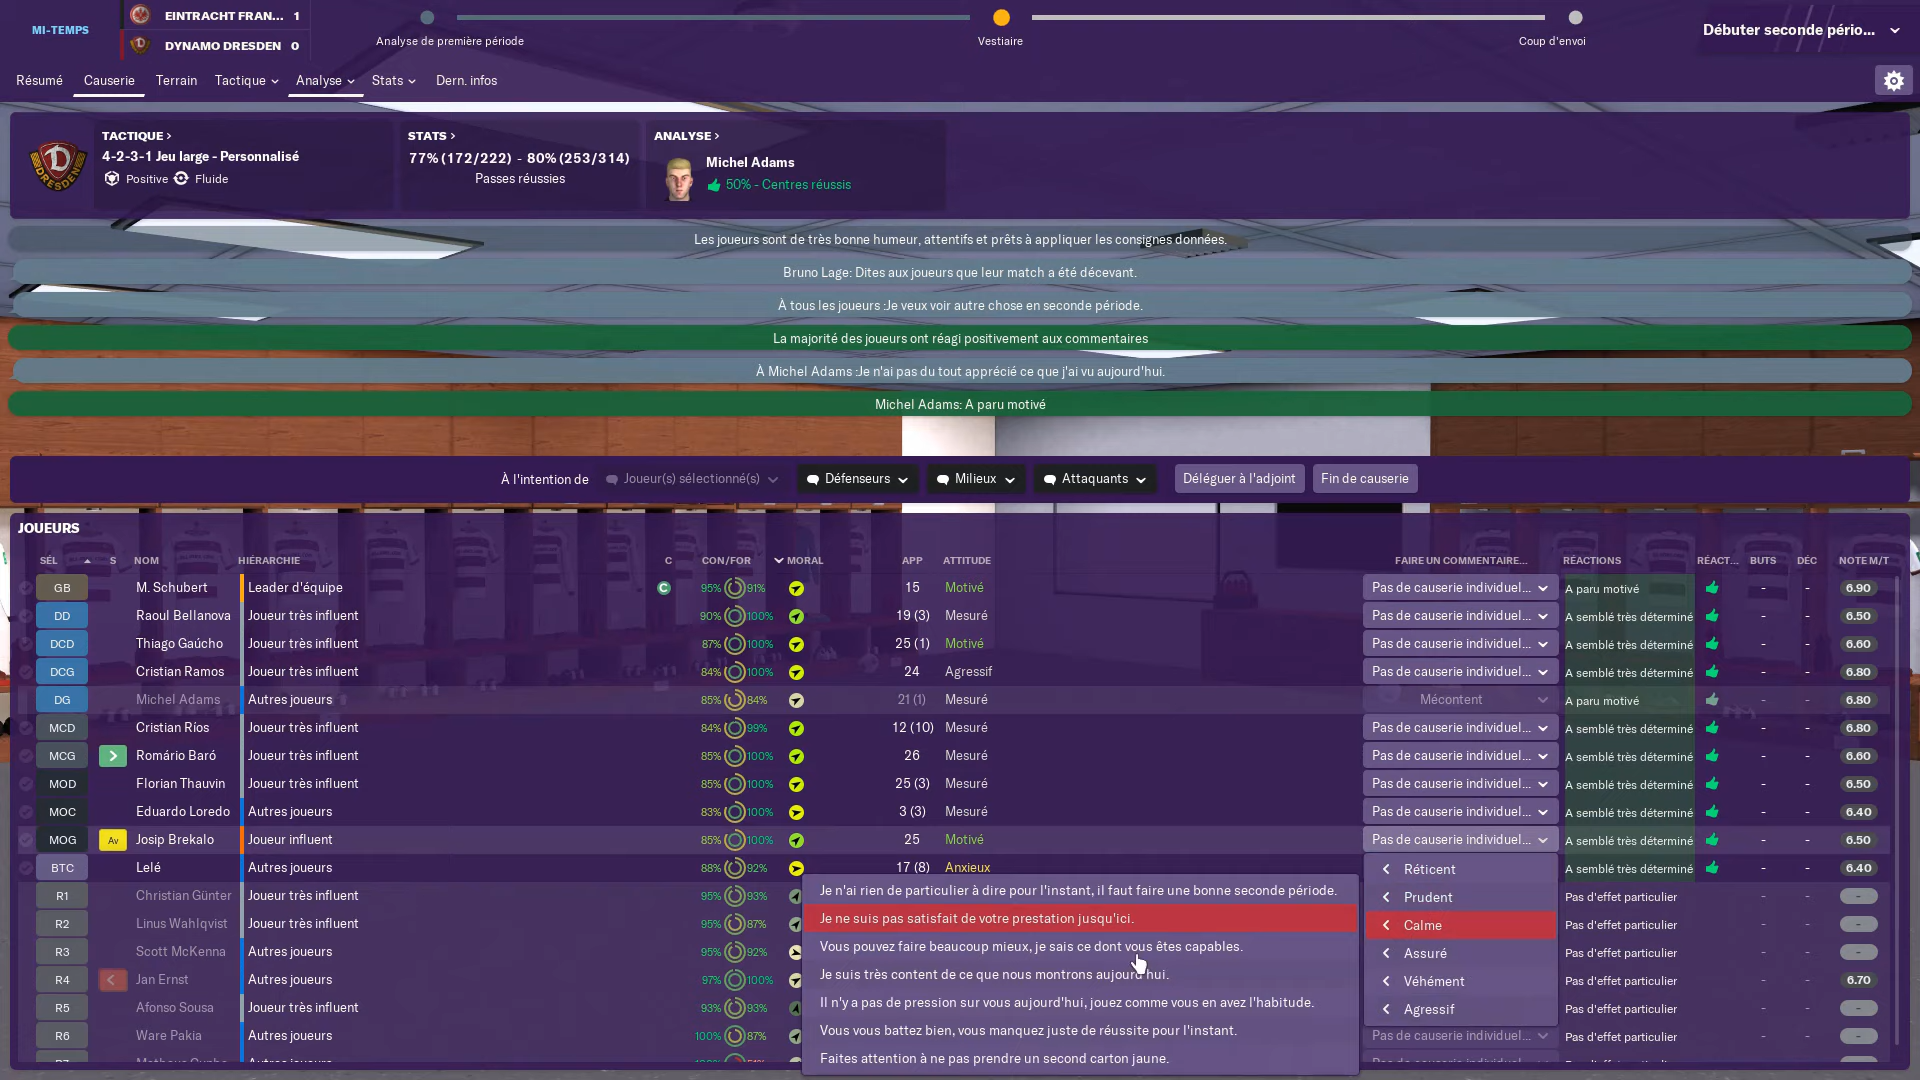 MI-TEMPS
EINTRACHT FRAN... 1
DYNAMO DRESDEN 0
Analyse de première période
Vestiaire
Coup d'envoi
Débuter seconde pério...
Résumé Causerie Terrain Tactique Analyse Stats Dern. infos
TACTIQUE >
4-2-3-1 Jeu large - Personnalisé
Positive Fluide
STATS >
77% (172/222) - 80% (253/314)
Passes réussies
ANALYSE >
Michel Adams
50% - Centres réussis
Les joueurs sont de très bonne humeur, attentifs et prêts à appliquer les consignes données.
Bruno Lage: Dites aux joueurs que leur match a été décevant.
À tous les joueurs :Je veux voir autre chose en seconde période.
La majorité des joueurs ont réagi positivement aux commentaires
À Michel Adams :Je n'ai pas du tout apprécié ce que j'ai vu aujourd'hui.
Michel Adams: A paru motivé
À l'intention de Joueur(s) sélectionné(s) Défenseurs Milieux Attaquants Déléguer à l'adjoint Fin de causerie
JOUEURS
SÉL S NOM HIÉRARCHIE C CON/FOR MORAL APP ATTITUDE FAIRE UN COMMENTAIRE... RÉACTIONS RÉACT... BUTS DÉC NOTE M/T
GB M. Schubert Leader d'équipe C 95% 91% 15 Motivé Pas de causerie individuel... A paru motivé - - 6.90
DD Raoul Bellanova Joueur très influent 90% 100% 19 (3) Mesuré Pas de causerie individuel... A semblé très déterminé - - 6.50
DCD Thiago Gaúcho Joueur très influent 87% 100% 25 (1) Motivé Pas de causerie individuel... A semblé très déterminé - - 6.60
DCG Cristian Ramos Joueur très influent 84% 100% 24 Agressif Pas de causerie individuel... A semblé très déterminé - - 6.80
DG Michel Adams Autres joueurs 85% 84% 21 (1) Mesuré Mécontent A paru motivé - - 6.80
MCD Cristian Ríos Joueur très influent 84% 99% 12 (10) Mesuré Pas de causerie individuel... A semblé très déterminé - - 6.80
MCG Romário Baró Joueur très influent 85% 100% 26 Mesuré Pas de causerie individuel... A semblé très déterminé - - 6.60
MOD Florian Thauvin Joueur très influent 85% 100% 25 (3) Mesuré Pas de causerie individuel... A semblé très déterminé - - 6.50
MOC Eduardo Loredo Autres joueurs 83% 100% 3 (3) Mesuré Pas de causerie individuel... A semblé très déterminé - - 6.40
MOG Av Josip Brekalo Joueur influent 85% 100% 25 Motivé Pas de causerie individuel... A semblé très déterminé - - 6.50
BTC Lelé Autres joueurs 88% 92% 17 (8) Anxieux Réticent A semblé très déterminé - - 6.40
R1 Christian Günter Joueur très influent 95% 93% Je n'ai rien de particulier à dire pour l'instant, il faut faire une bonne seconde période. Prudent Pas d'effet particulier - - -
R2 Linus Wahlqvist Joueur très influent 95% 87% Je ne suis pas satisfait de votre prestation jusqu'ici. Calme Pas d'effet particulier - - -
R3 Scott McKenna Autres joueurs 95% 92% Vous pouvez faire beaucoup mieux, je sais ce dont vous êtes capables. Assuré Pas d'effet particulier - - -
R4 Jan Ernst Autres joueurs 97% 100% Je suis très content de ce que nous montrons aujourd'hui. Véhément Pas d'effet particulier - - 6.70
R5 Afonso Sousa Joueur très influent 93% 93% Il n'y a pas de pression sur vous aujourd'hui, jouez comme vous en avez l'habitude. Agressif Pas d'effet particulier - - -
R6 Ware Pakia Autres joueurs 100% 87% Vous vous battez bien, vous manquez juste de réussite pour l'instant. Pas de causerie individuel... Pas d'effet particulier - - -
Faites attention à ne pas prendre un second carton jaune.